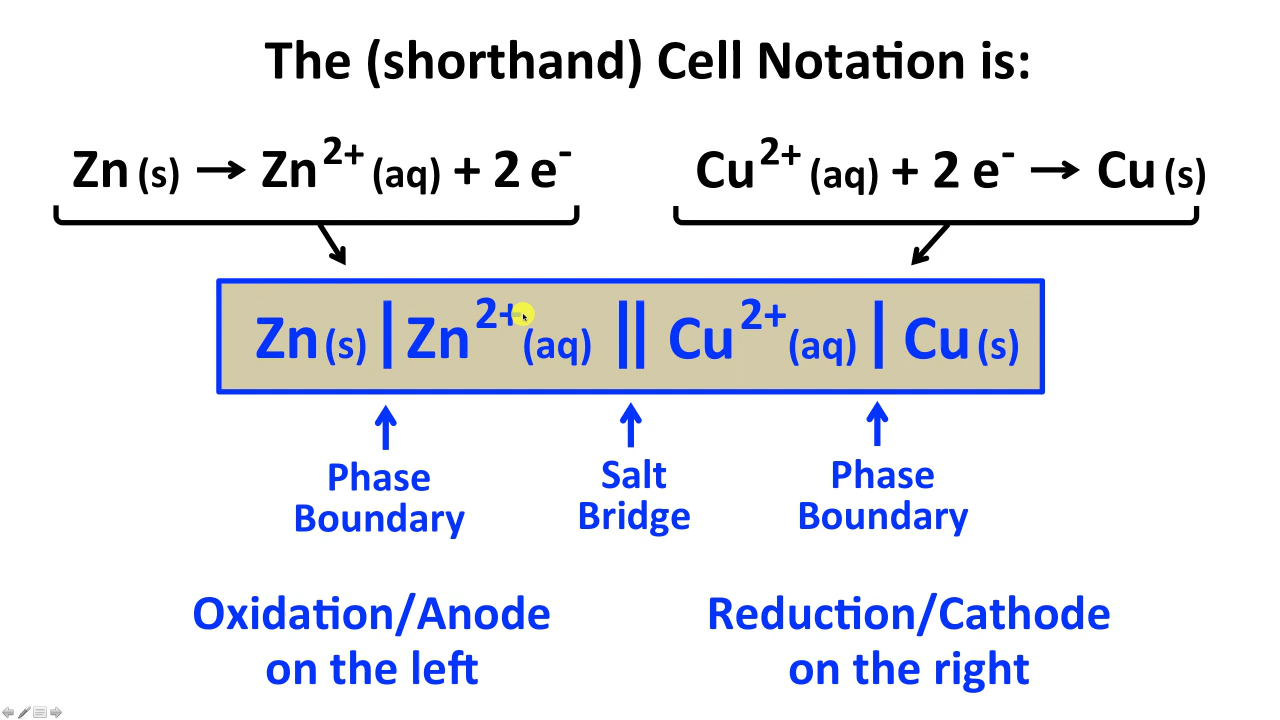 The (shorthand) Cell Notation is:
Zn (s) → Zn²⁺ (aq) + 2 e⁻
Cu²⁺ (aq) + 2 e⁻ → Cu (s)
Zn (s) | Zn²⁺ (aq) || Cu²⁺ (aq) | Cu (s)
Phase
Boundary
Salt
Bridge
Phase
Boundary
Oxidation/Anode
on the left
Reduction/Cathode
on the right